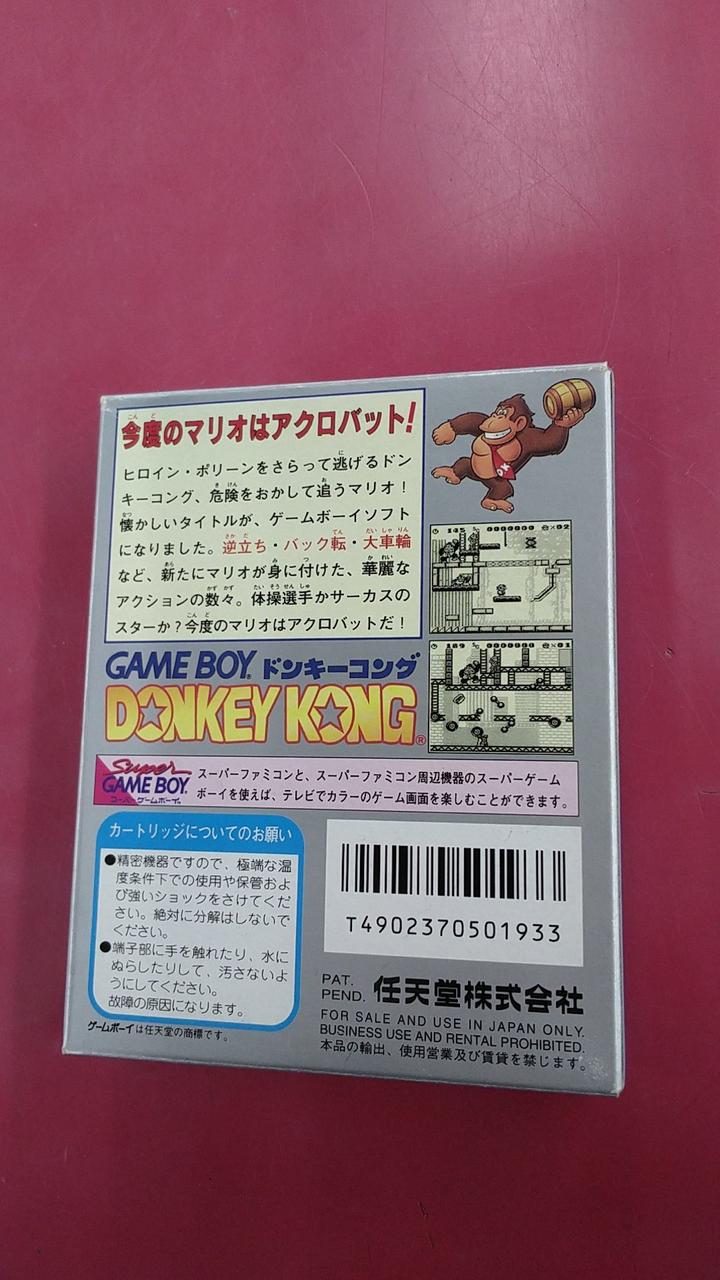 今度のマリオはアクロバット!
ヒロイン・ポリーンをさらって逃げるドン
キーコング、危険をおかして追うマリオ!
懐かしいタイトルが、ゲームボーイソフト
になりました。逆立ち・バック転・大車輪
など、新たにマリオが身に付けた、華麗な
アクションの数々。体操選手かサーカスの
スターか?今度のマリオはアクロバットだ!
GAME BOY® ドンキーコング
DONKEY KONG®
Super
GAME BOY
スーパーゲームボーイ
スーパーファミコンと、スーパーファミコン周辺機器のスーパーゲーム
ボーイを使えば、テレビでカラーのゲーム画面を楽しむことができます。
カートリッジについてのお願い
●精密機器ですので、極端な温
度条件下での使用や保管およ
び強いショックをさけてくだ
さい。絶対に分解はしないで
ください。
●端子部に手を触れたり、水に
ぬらしたりして、汚さないよ
うにしてください。
故障の原因になります。
ゲームボーイは任天堂の商標です。
T4902370501933
PAT.
PEND.
任天堂株式会社
FOR SALE AND USE IN JAPAN ONLY.
BUSINESS USE AND RENTAL PROHIBITED.
本品の輸出、使用営業及び賃貸を禁じます。